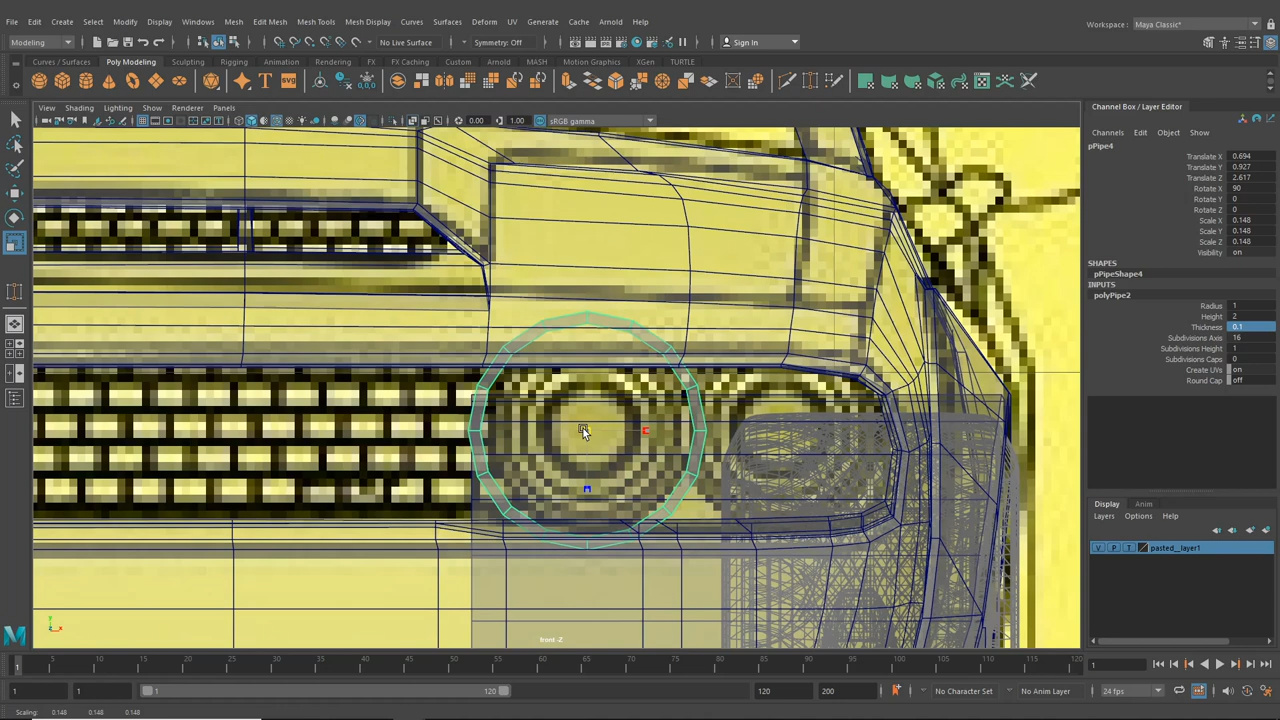 File Edit Create Select Modify Display Windows Mesh Edit Mesh Mesh Tools Mesh Display Curves Surfaces Deform UV Generate Cache Arnold Help
Workspace : Maya Classic*
Modeling No Live Surface Symmetry: Off Sign In
Curves / Surfaces Poly Modeling Sculpting Rigging Animation Rendering FX FX Caching Custom Arnold MASH Motion Graphics XGen TURTLE
View Shading Lighting Show Renderer Panels
0.00 1.00 sRGB gamma
Channel Box / Layer Editor
Channels Edit Object Show
pPipe4
Translate X 0.694
Translate Y 0.927
Translate Z 2.617
Rotate X 90
Rotate Y 0
Rotate Z 0
Scale X 0.148
Scale Y 0.148
Scale Z 0.148
Visibility on
SHAPES
pPipeShape4
INPUTS
polyPipe2
Radius 1
Height 2
Thickness 0.1
Subdivisions Axis 16
Subdivisions Height 1
Subdivisions Caps 0
Create UVs on
Round Cap off
Display Anim
Layers Options Help
V P T pasted__layer1
front -Z
y
z x
1 5 10 15 20 25 30 35 40 45 50 55 60 65 70 75 80 85 90 95 100 105 110 115 120
1
1 1 1 120 120 200 No Character Set No Anim Layer 24 fps
Scaling: 0.148 0.148 0.148